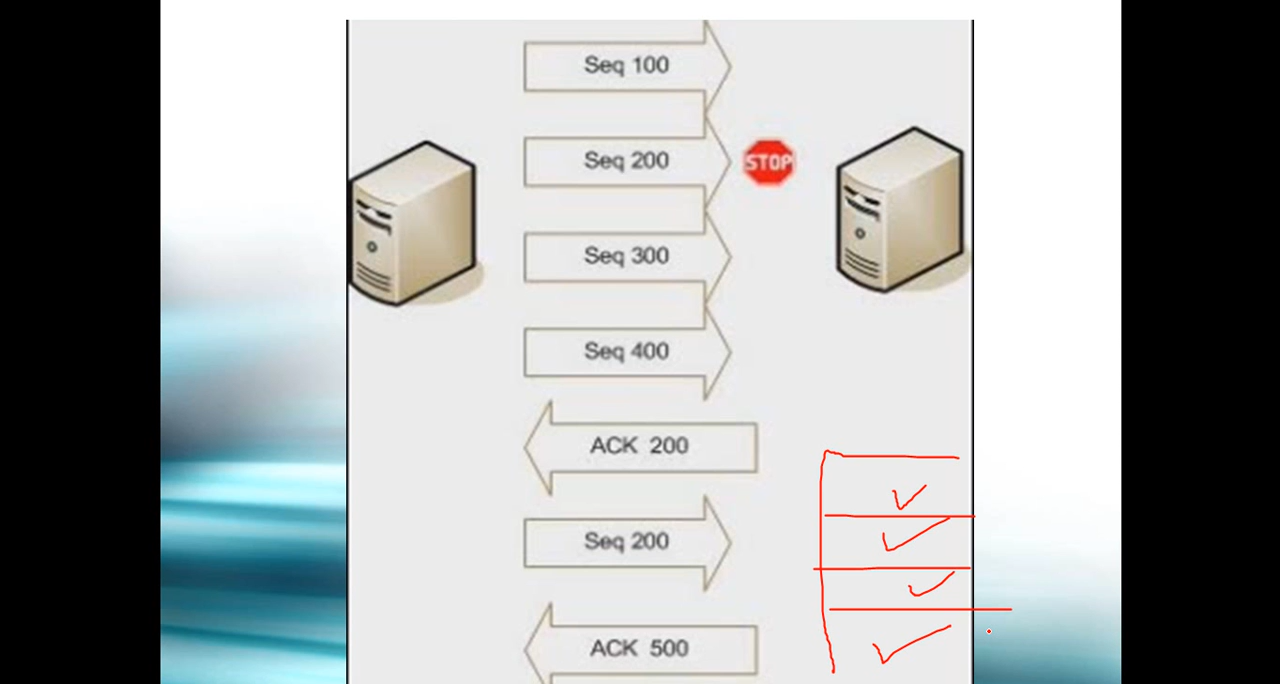 Seq 100
Seq 200
STOP
Seq 300
Seq 400
ACK 200
Seq 200
ACK 500